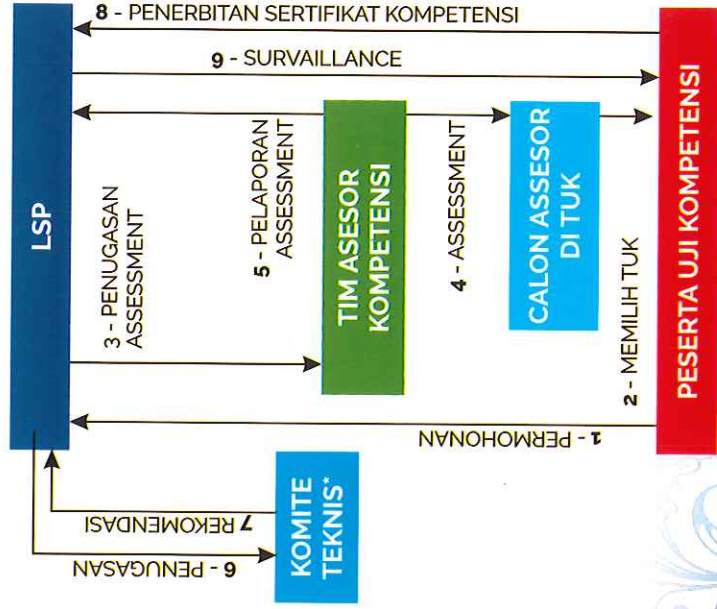 8 - PENERBITAN SERTIFIKAT KOMPETENSI
9 - SURVAILLANCE
LSP
3 - PENUGASAN
ASSESSMENT
5 - PELAPORAN
ASSESSMENT
TIM ASESOR
KOMPETENSI
4 - ASSESSMENT
CALON ASSESOR
DI TUK
2 - MEMILIH TUK
PESERTA UJI KOMPETENSI
1 - PERMOHONAN
7 REKOMENDASI
6 - PENUGASAN
KOMITE
TEKNIS*